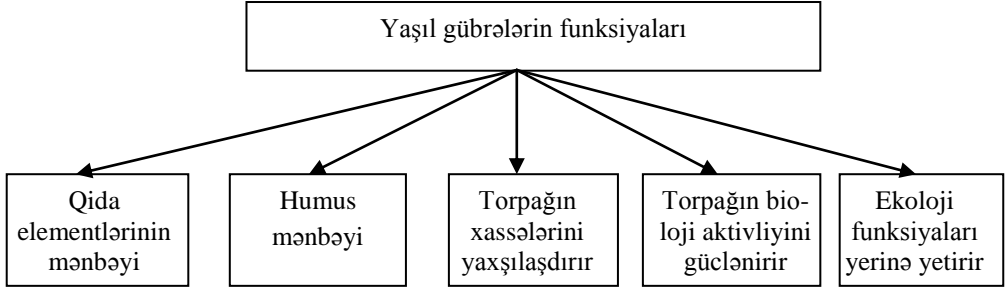 Yaşıl gübrələrin funksiyaları
Qida
elementlərinin
mənbəyi
Humus
mənbəyi
Torpağın
xassələrini
yaxşılaşdırır
Torpağın bio-
loji aktivliyini
güclənirir
Ekoloji
funksiyaları
yerinə yetirir